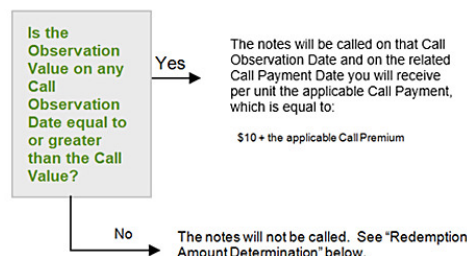 Is the
Observation
Value on any
Call
Observation
Date equal to
or greater
than the Call
Value?
Yes
The notes will be called on that Call
Observation Date and on the related
Call Payment Date you will receive
per unit the applicable Call Payment,
which is equal to:
$10 + the applicable Call Premium
No
The notes will not be called. See “Redemption
Amount Determination” below.